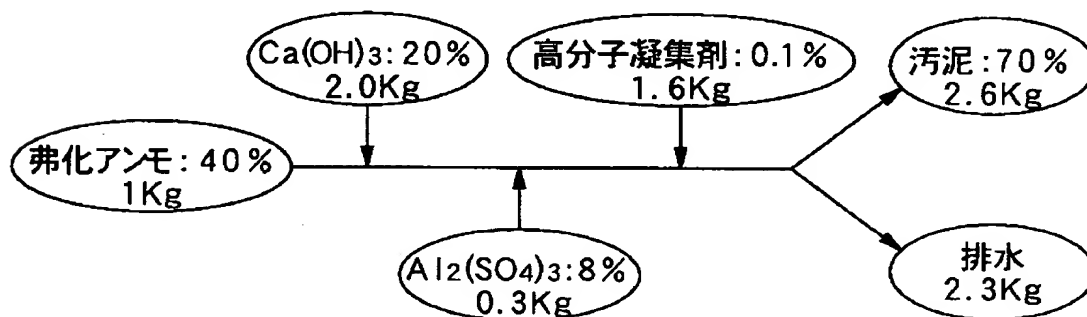 Ca(OH)3:20%
2.0Kg
高分子凝集剤:0.1%
1.6Kg
汚泥:70%
2.6Kg
弗化アンモ:40%
1Kg
Al2(SO4)3:8%
0.3Kg
排水
2.3Kg